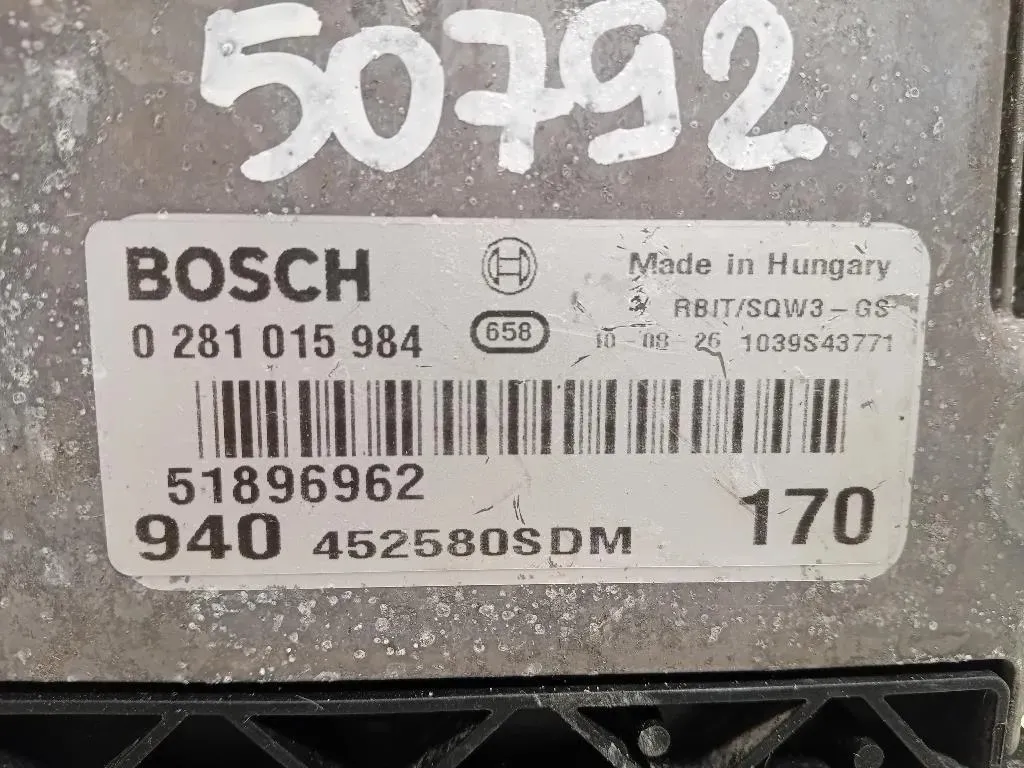 50792
BOSCH
Made in Hungary
RBIT/SQW3-GS
0 281 015 984
658
10-08-26 1039S43771
51896962
940 452580SDM 170